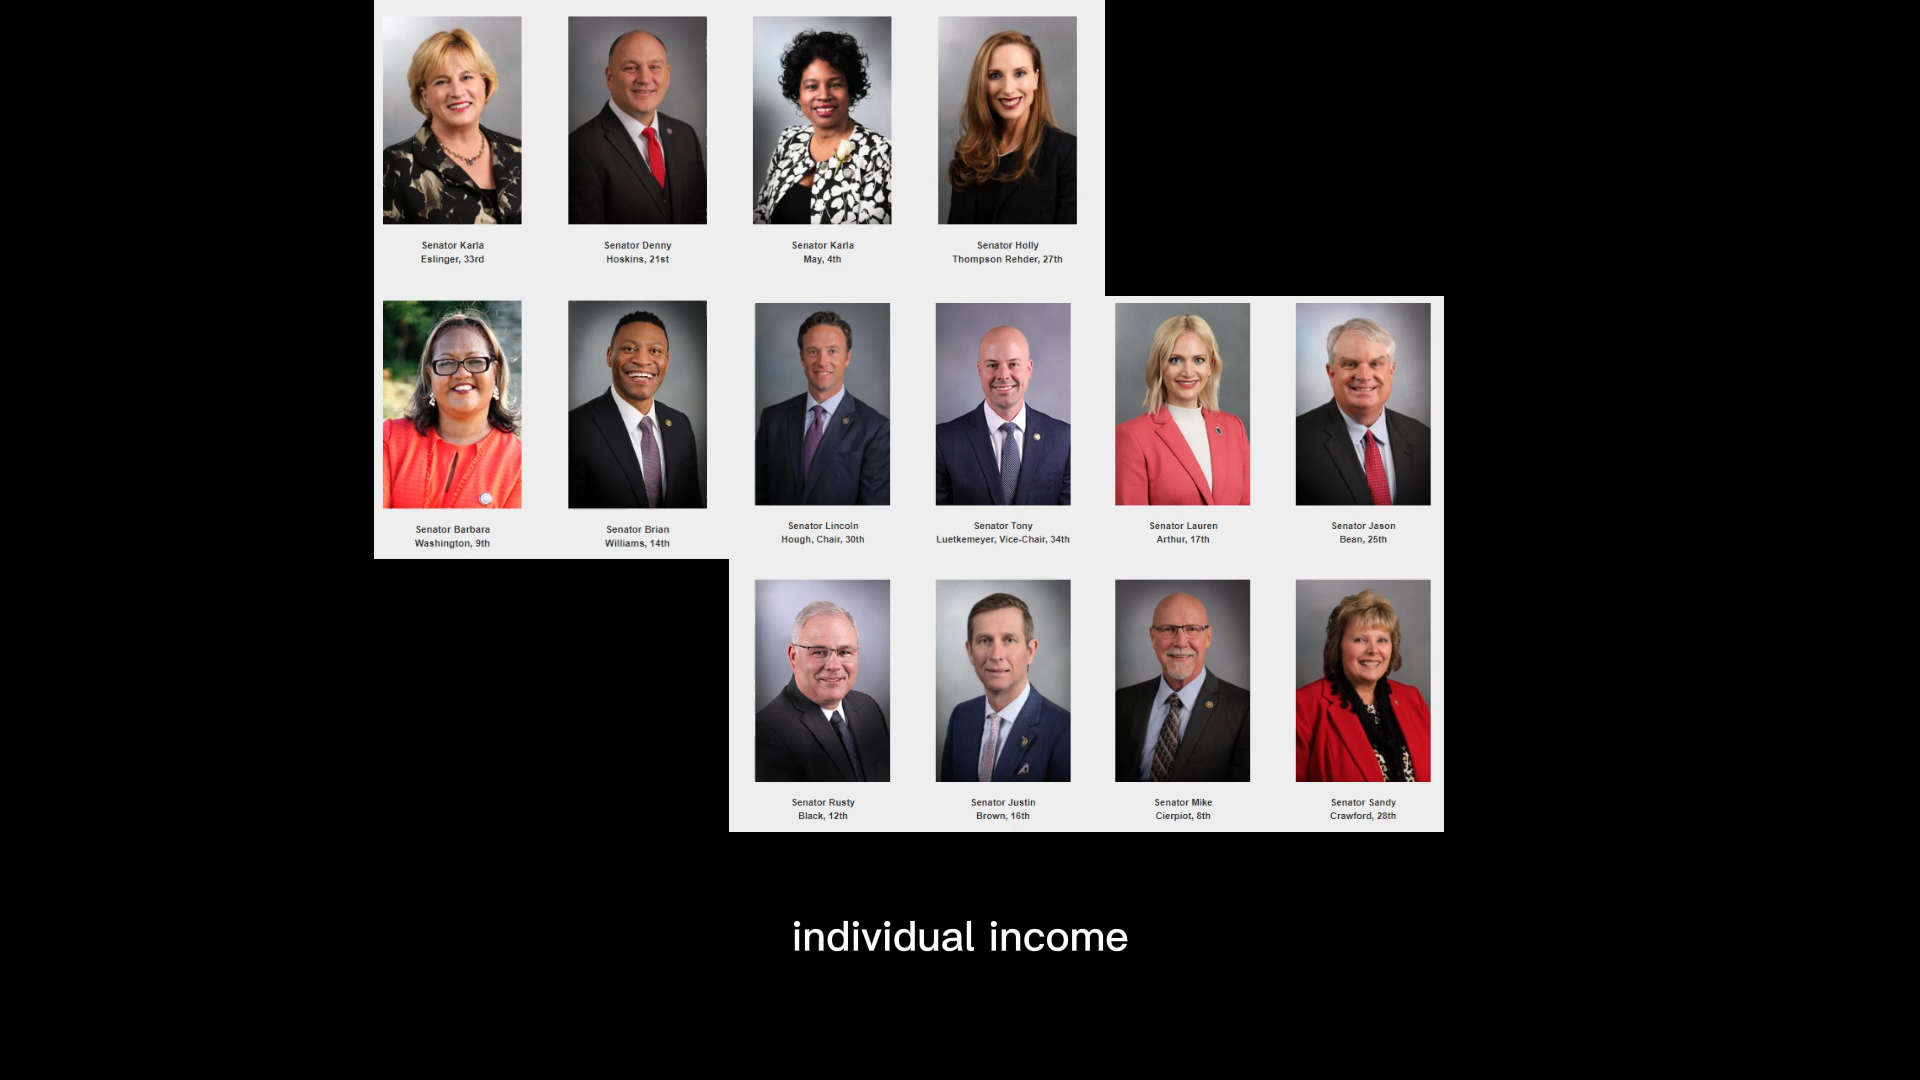 Senator Karla
Eslinger, 33rd
Senator Denny
Hoskins, 21st
Senator Karla
May, 4th
Senator Holly
Thompson Rehder, 27th
Senator Barbara
Washington, 9th
Senator Brian
Williams, 14th
Senator Lincoln
Hough, Chair, 30th
Senator Tony
Luetkemeyer, Vice-Chair, 34th
Senator Lauren
Arthur, 17th
Senator Jason
Bean, 25th
Senator Rusty
Black, 12th
Senator Justin
Brown, 16th
Senator Mike
Cierpiot, 8th
Senator Sandy
Crawford, 28th
individual income